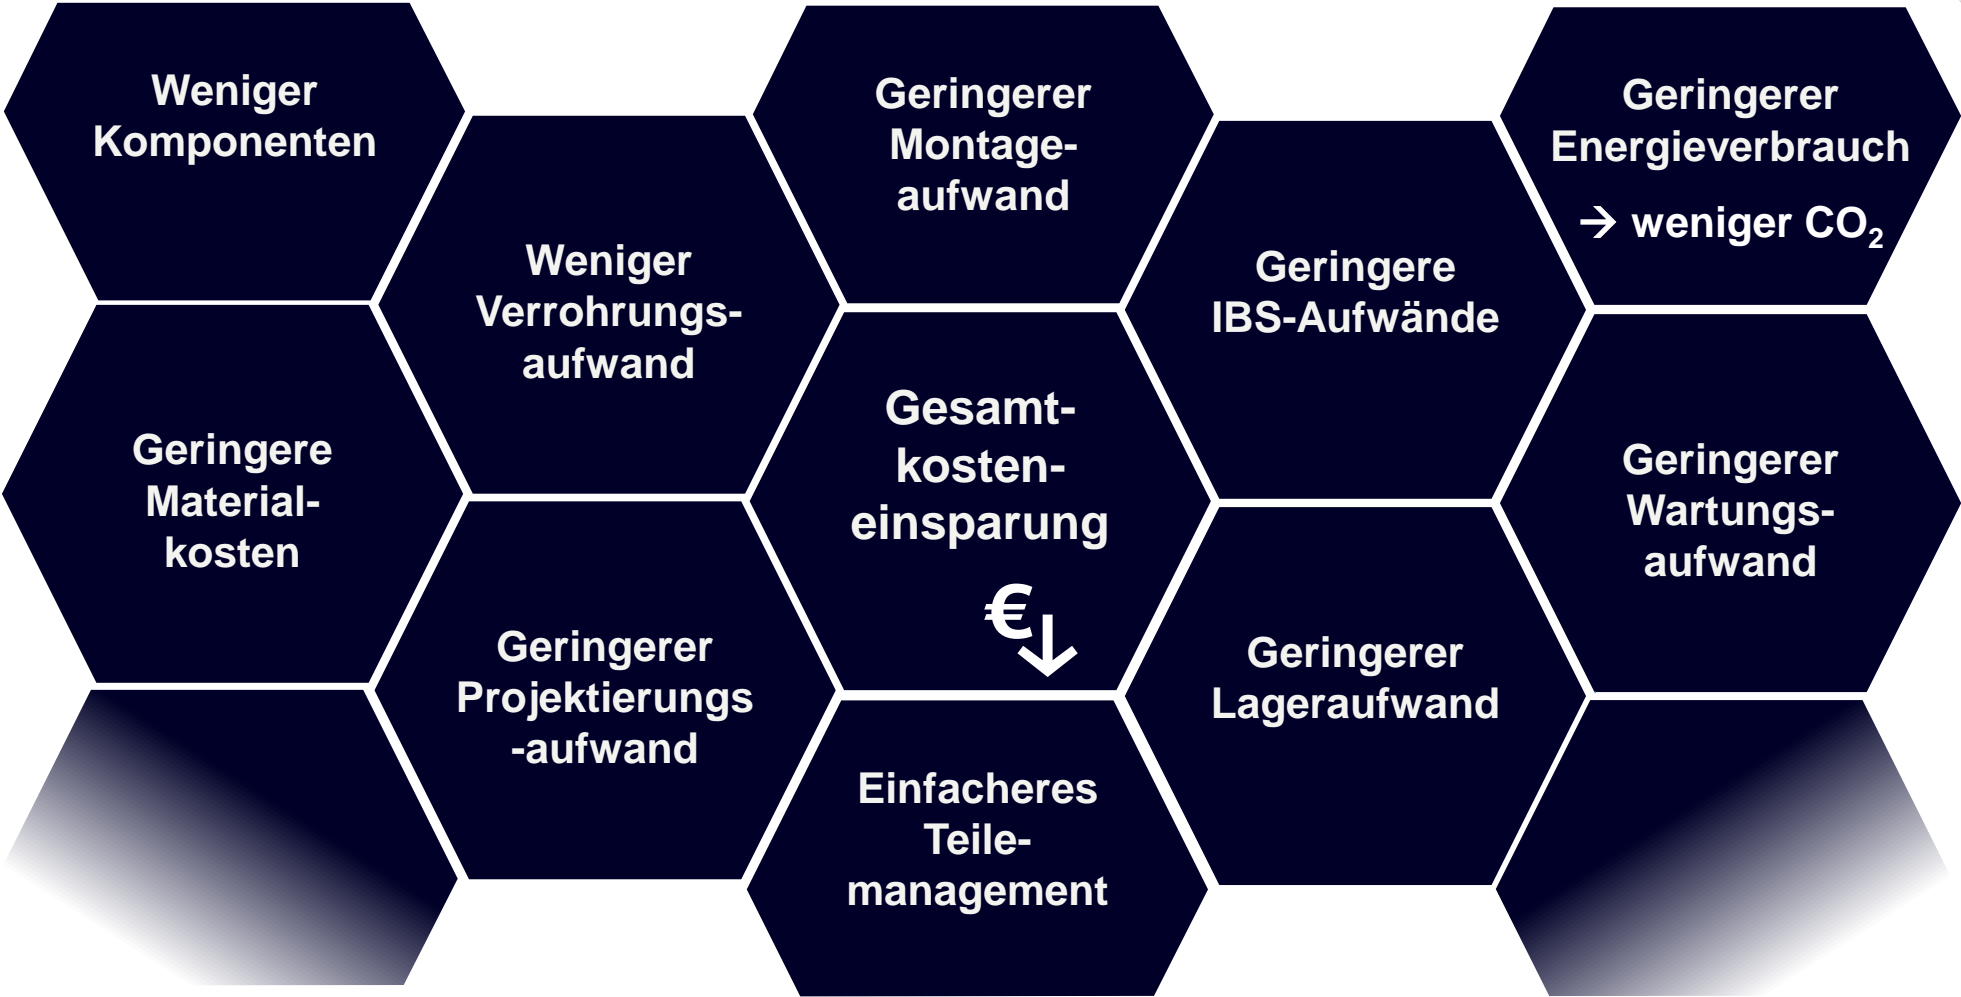 Weniger
Komponenten
Geringere
Material-
kosten
Weniger
Verrohrungs-
aufwand
Geringerer
Projektierungs
-aufwand
Geringerer
Montage-
aufwand
Gesamt-
kosten-
einsparung
€↓
Einfacheres
Teile-
management
Geringere
IBS-Aufwände
Geringerer
Lageraufwand
Geringerer
Energieverbrauch
→ weniger CO₂
Geringerer
Wartungs-
aufwand